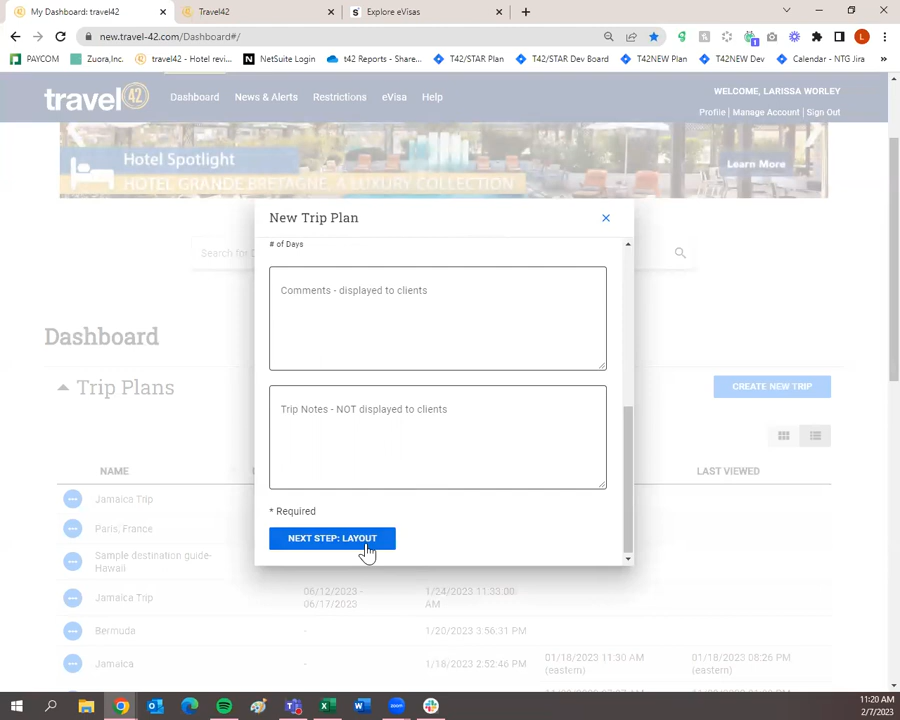 My Dashboard: travel42
Travel42
Explore eVisas
new.travel-42.com/Dashboard#/
PAYCOM
Zuora,Inc.
travel42 - Hotel revi...
NetSuite Login
t42 Reports - Share...
T42/STAR Plan
T42/STAR Dev Board
T42NEW Plan
T42NEW Dev
Calendar - NTG Jira
travel 42
Dashboard
News & Alerts
Restrictions
eVisa
Help
WELCOME, LARISSA WORLEY
Profile | Manage Account | Sign Out
Hotel Spotlight
HOTEL GRANDE BRETAGNE, A LUXURY COLLECTION
Learn More
Search for D
New Trip Plan
# of Days
Comments - displayed to clients
Trip Notes - NOT displayed to clients
* Required
NEXT STEP: LAYOUT
Dashboard
Trip Plans
CREATE NEW TRIP
NAME
LAST VIEWED
Jamaica Trip
Paris, France
Sample destination guide-
Hawaii
Jamaica Trip
06/12/2023 -
06/17/2023
1/24/2023 11:33:00
AM
Bermuda
-
1/20/2023 3:56:31 PM
Jamaica
-
1/18/2023 2:52:46 PM
01/18/2023 11:30 AM
(eastern)
01/18/2023 08:26 PM
(eastern)
11:20 AM
2/7/2023